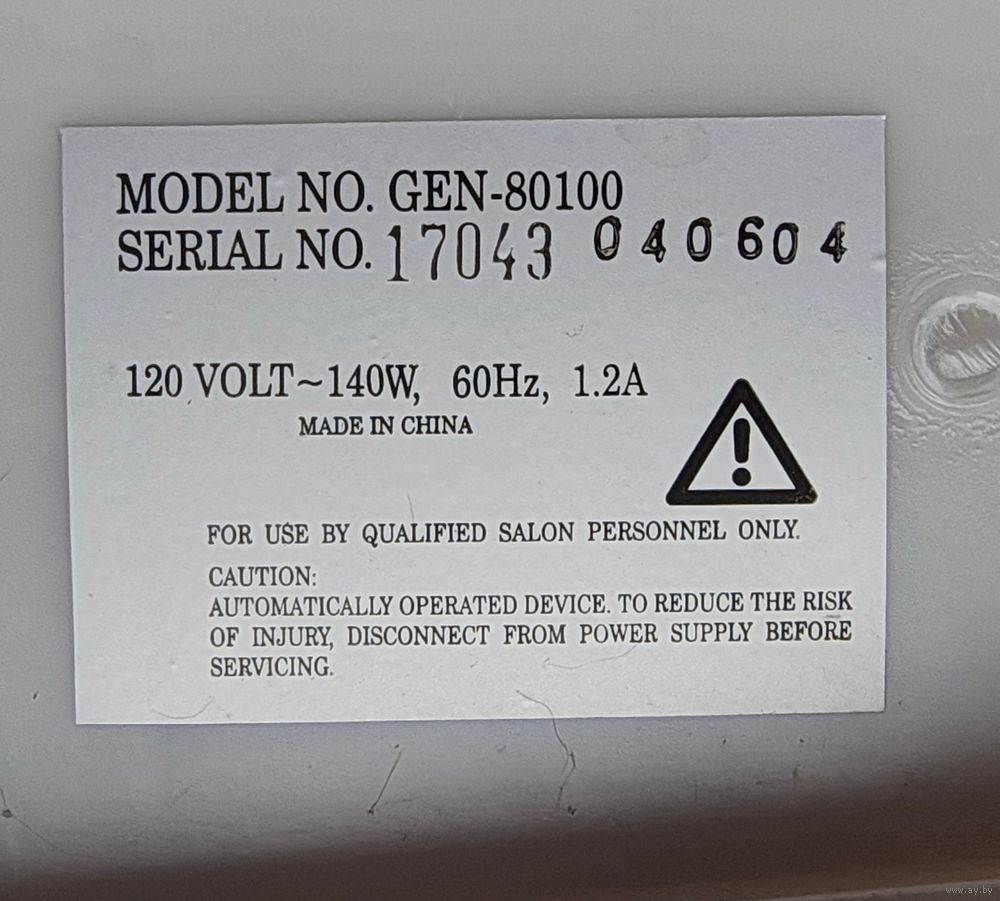 MODEL NO. GEN-80100
SERIAL NO. 17043 040604
120 VOLT~140W, 60Hz, 1.2A
MADE IN CHINA
FOR USE BY QUALIFIED SALON PERSONNEL ONLY.
CAUTION:
AUTOMATICALLY OPERATED DEVICE. TO REDUCE THE RISK
OF INJURY, DISCONNECT FROM POWER SUPPLY BEFORE
SERVICING.
www.ay.by